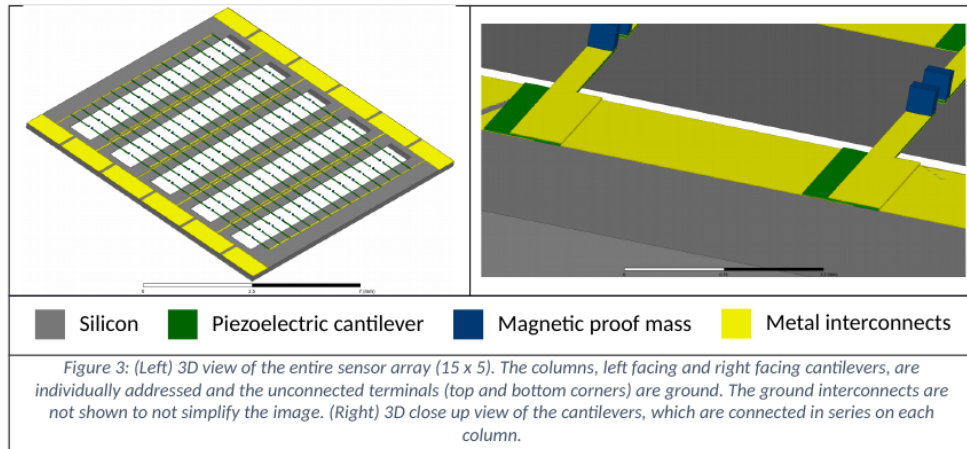 Silicon
Piezoelectric cantilever
Magnetic proof mass
Metal interconnects
Figure 3: (Left) 3D view of the entire sensor array (15 x 5). The columns, left facing and right facing cantilevers, are
individually addressed and the unconnected terminals (top and bottom corners) are ground. The ground interconnects are
not shown to not simplify the image. (Right) 3D close up view of the cantilevers, which are connected in series on each
column.